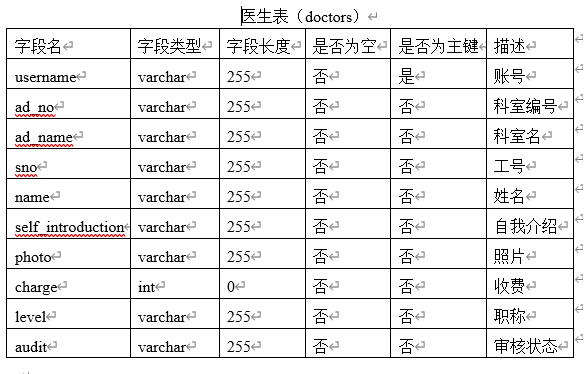 医生表（doctors）
字段名 字段类型 字段长度 是否为空 是否为主键 描述
username varchar 255 否 是 账号
ad_no varchar 255 否 否 科室编号
ad_name varchar 255 否 否 科室名
sno varchar 255 否 否 工号
name varchar 255 否 否 姓名
self_introduction varchar 255 否 否 自我介绍
photo varchar 255 否 否 照片
charge int 0 否 否 收费
level varchar 255 否 否 职称
audit varchar 255 否 否 审核状态